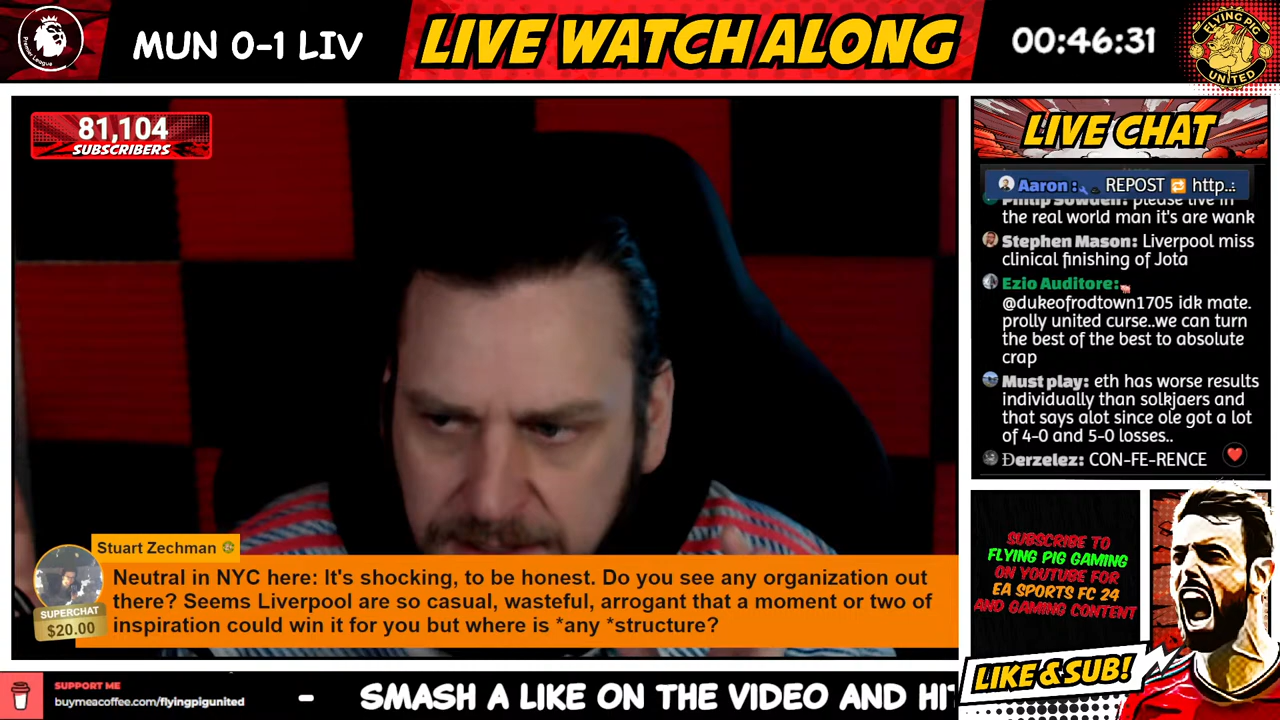 MUN 0-1 LIV
LIVE WATCH ALONG
00:46:31
Premier League
FLYING PIG
UNITED
81,104
SUBSCRIBERS
LIVE CHAT
Aaron : REPOST http..:
Philip Sowden: please live in
the real world man it's are wank
Stephen Mason: Liverpool miss
clinical finishing of Jota
Ezio Auditore:
@dukeofrodtown1705 idk mate.
prolly united curse..we can turn
the best of the best to absolute
crap
Must play: eth has worse results
individually than solkjaers and
that says alot since ole got a lot
of 4-0 and 5-0 losses..
Đerzelez: CON-FE-RENCE
Stuart Zechman
Neutral in NYC here: It's shocking, to be honest. Do you see any organization out
there? Seems Liverpool are so casual, wasteful, arrogant that a moment or two of
inspiration could win it for you but where is *any *structure?
SUPERCHAT
$20.00
SUBSCRIBE TO
FLYING PIG GAMING
ON YOUTUBE FOR
EA SPORTS FC 24
AND GAMING CONTENT
LIKE & SUB!
SUPPORT ME
buymeacoffee.com/flyingpigunited
- SMASH A LIKE ON THE VIDEO AND HI